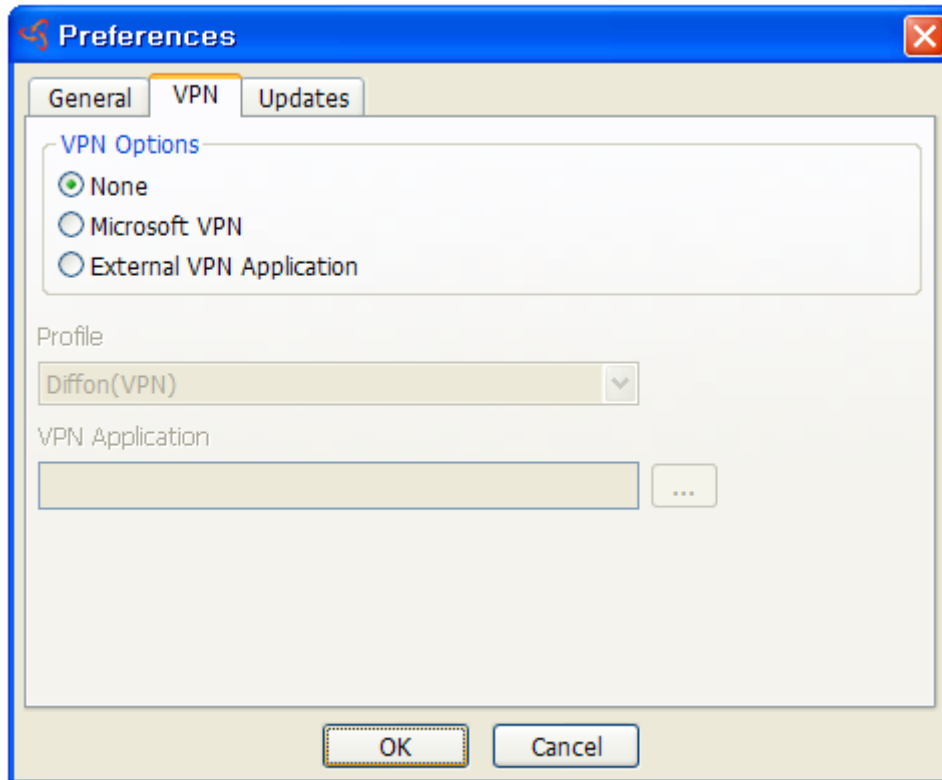 Preferences
General VPN Updates
VPN Options
None
Microsoft VPN
External VPN Application
Profile
Diffon(VPN)
VPN Application
...
OK Cancel